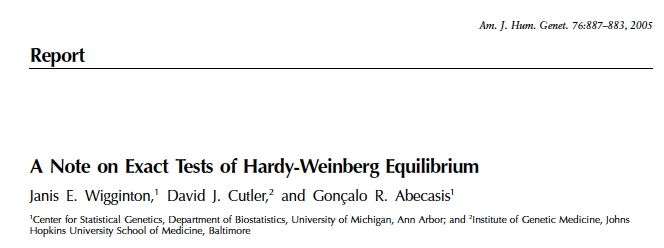 Am. J. Hum. Genet. 76:887–883, 2005
Report
A Note on Exact Tests of Hardy-Weinberg Equilibrium
Janis E. Wigginton,¹ David J. Cutler,² and Gonçalo R. Abecasis¹
¹Center for Statistical Genetics, Department of Biostatistics, University of Michigan, Ann Arbor; and ²Institute of Genetic Medicine, Johns
Hopkins University School of Medicine, Baltimore